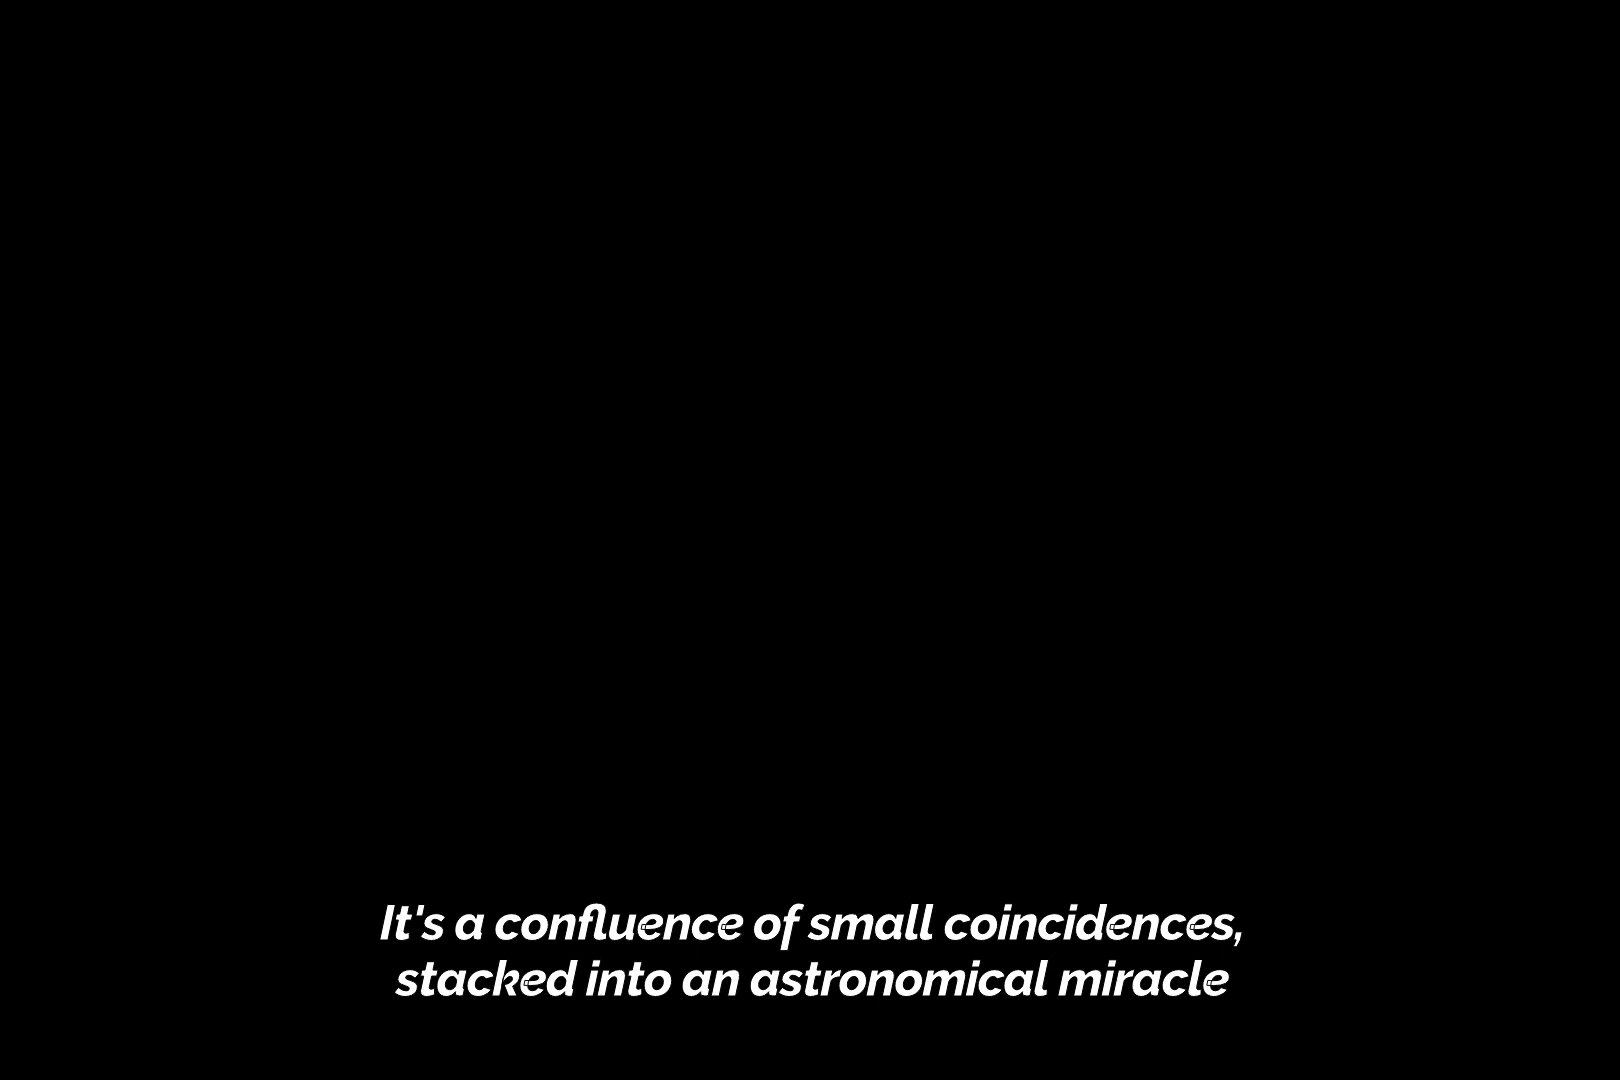 It's a confluence of small coincidences,
stacked into an astronomical miracle